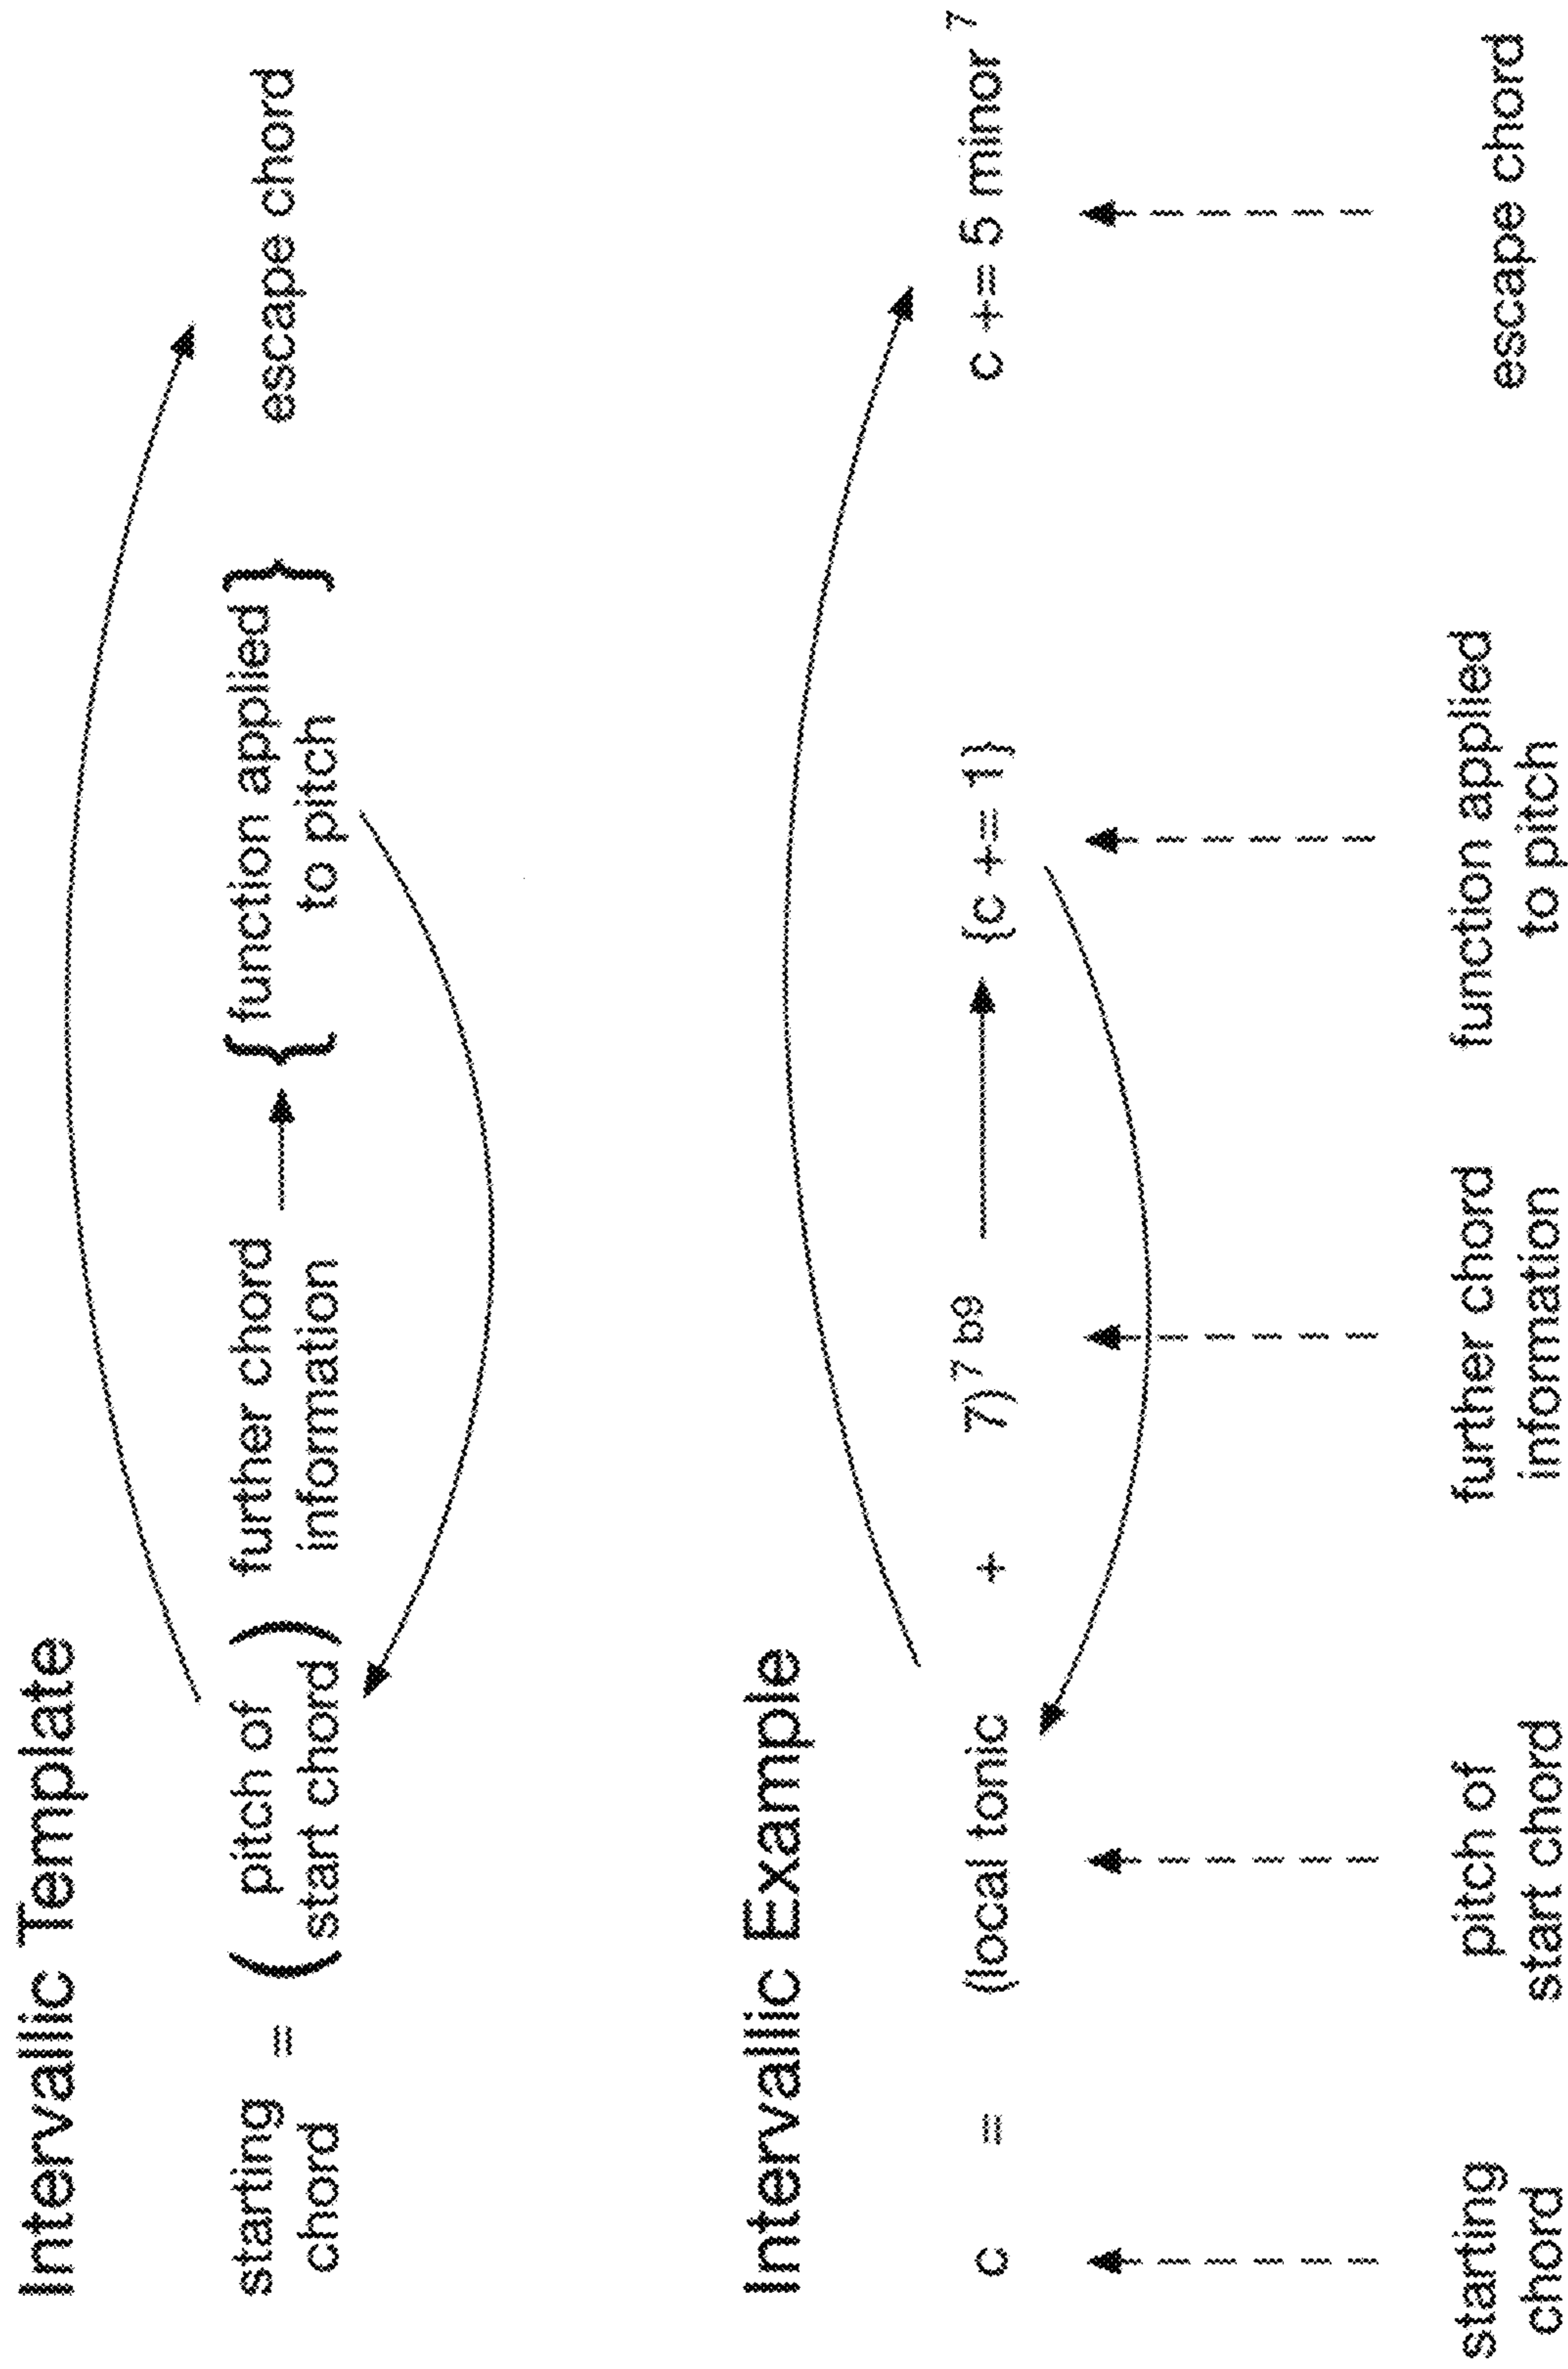 Intervallic Template
starting = ( pitch of ) further chord { function applied } escape chord
chord start chord information to pitch
Intervallic Example
c = (local tonic + 7)7 b9 {c += 1} c += 5 minor 7
starting pitch of further chord function applied escape chord
chord start chord information to pitch